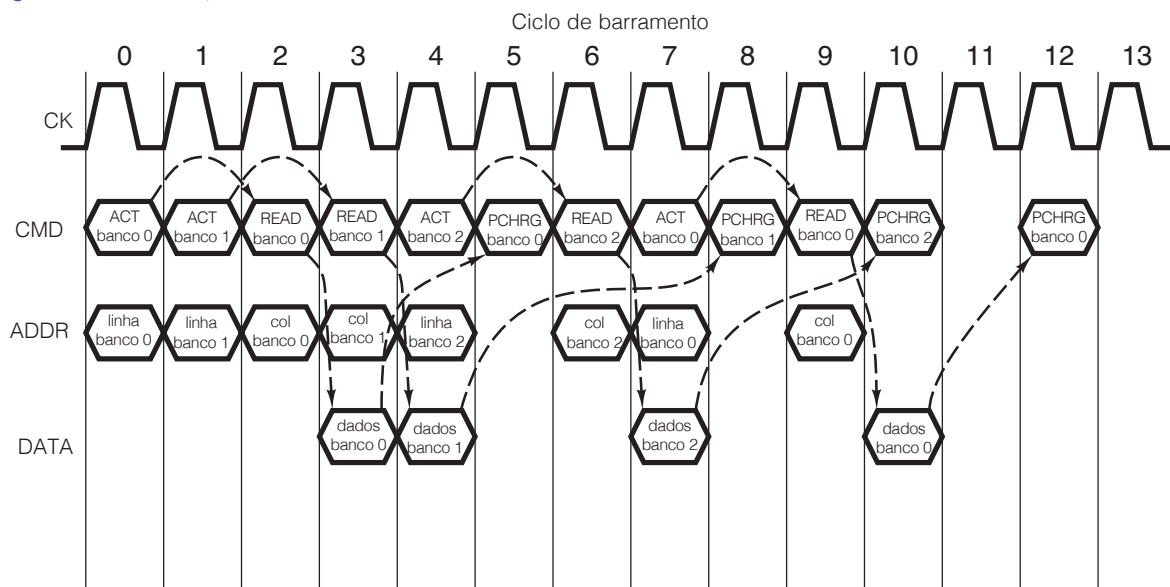 Ciclo de barramento
0 1 2 3 4 5 6 7 8 9 10 11 12 13
CK
CMD
ACT
banco 0
ACT
banco 1
READ
banco 0
READ
banco 1
ACT
banco 2
PCHRG
banco 0
READ
banco 2
ACT
banco 0
PCHRG
banco 1
READ
banco 0
PCHRG
banco 2
PCHRG
banco 0
ADDR
linha
banco 0
linha
banco 1
col
banco 0
col
banco 1
linha
banco 2
col
banco 2
linha
banco 0
col
banco 0
DATA
dados
banco 0
dados
banco 1
dados
banco 2
dados
banco 0